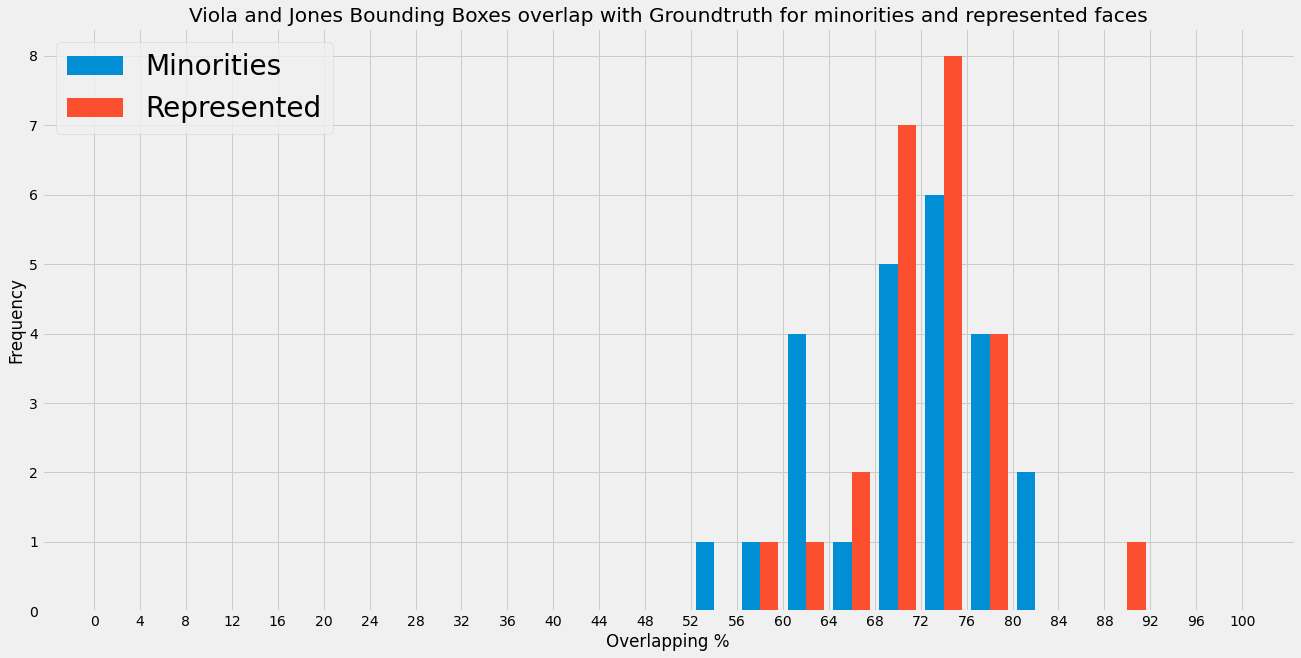 Viola and Jones Bounding Boxes overlap with Groundtruth for minorities and represented faces
Minorities
Represented
8
7
6
5
4
3
2
1
0
Frequency
0 4 8 12 16 20 24 28 32 36 40 44 48 52 56 60 64 68 72 76 80 84 88 92 96 100
Overlapping %